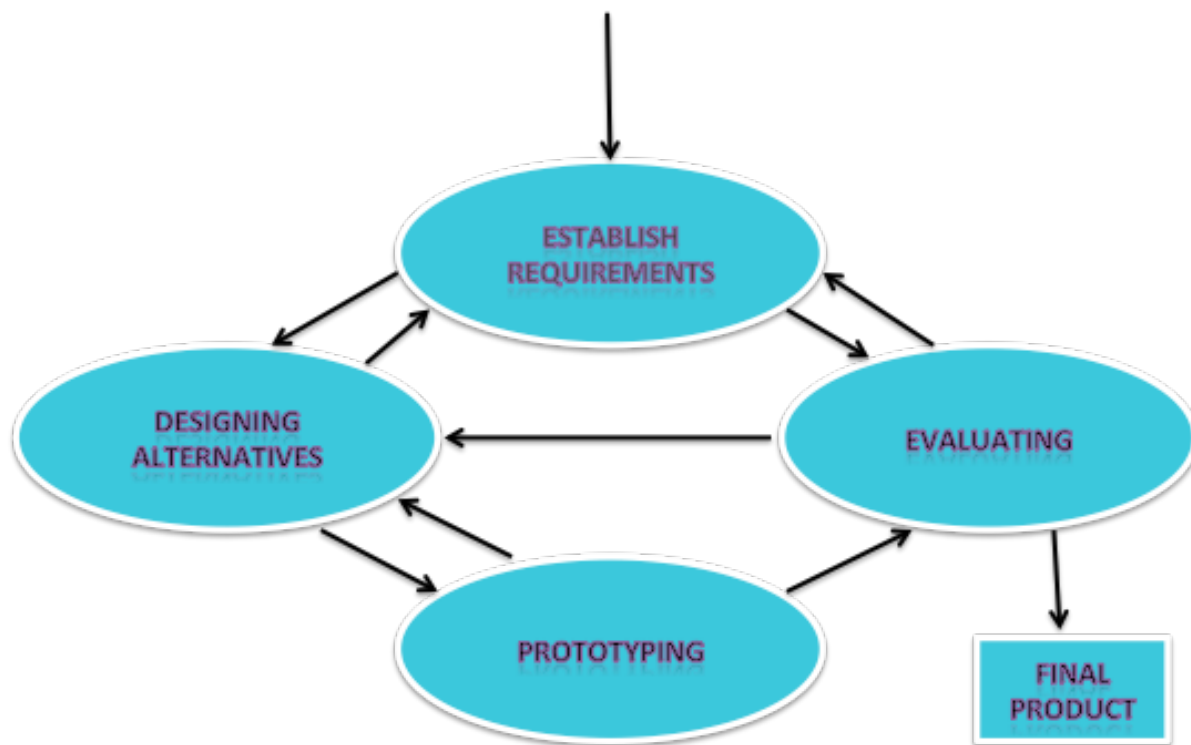 ESTABLISH
REQUIREMENTS
DESIGNING
ALTERNATIVES
EVALUATING
PROTOTYPING
FINAL
PRODUCT